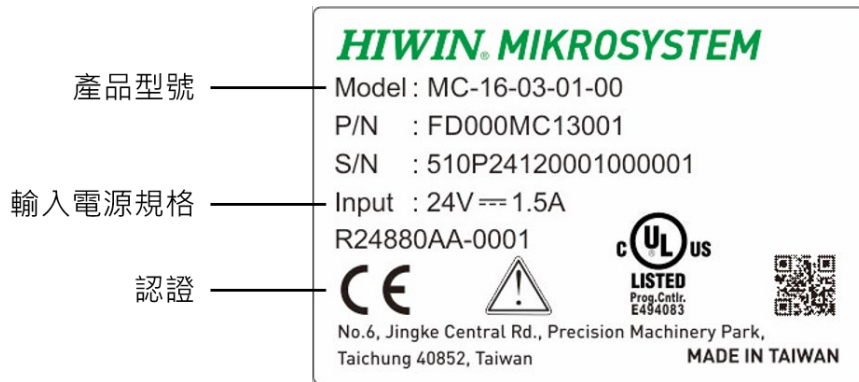 HIWIN® MIKROSYSTEM
產品型號
Model : MC-16-03-01-00
P/N : FD000MC13001
S/N : 510P24120001000001
輸入電源規格
Input : 24V ⎓ 1.5A
R24880AA-0001
認證
CE
C UL® US
LISTED
Prog.Cntlr.
E494083
No.6, Jingke Central Rd., Precision Machinery Park,
Taichung 40852, Taiwan
MADE IN TAIWAN